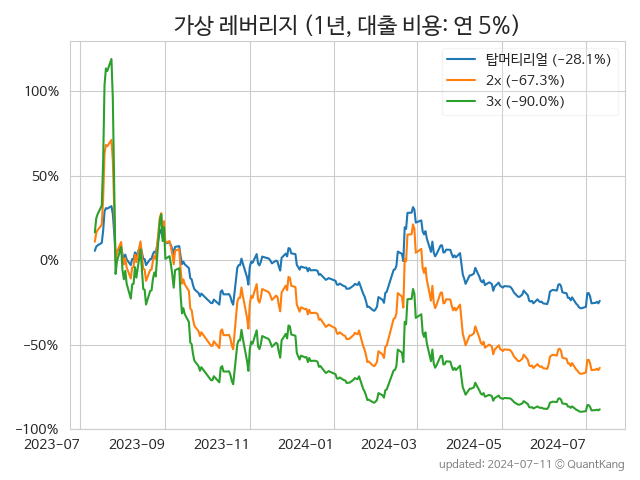 가상 레버리지 (1년, 대출 비용: 연 5%)
탑머티리얼 (−28.1%)
2x (−67.3%)
3x (−90.0%)
100%
50%
0%
−50%
−100%
2023-07 2023-09 2023-11 2024-01 2024-03 2024-05 2024-07
updated: 2024-07-11 © QuantKang